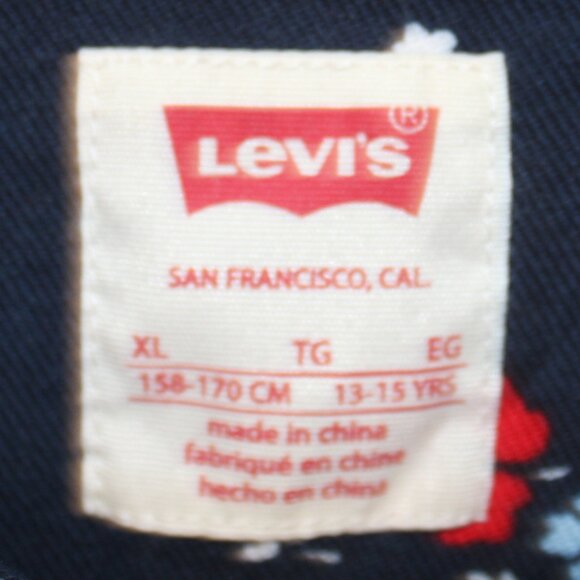 Levi's®
SAN FRANCISCO, CAL.
XL TG EG
158-170 CM 13-15 YRS
made in china
fabriqué en chine
hecho en china